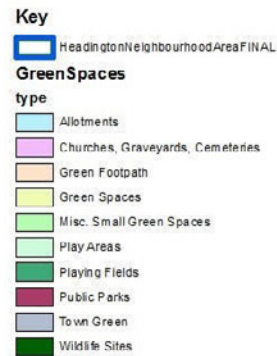 Key
HeadingtonNeighbourhoodAreaFINAL
GreenSpaces
type
Allotments
Churches, Graveyards, Cemeteries
Green Footpath
Green Spaces
Misc. Small Green Spaces
Play Areas
Playing Fields
Public Parks
Town Green
Wildlife Sites